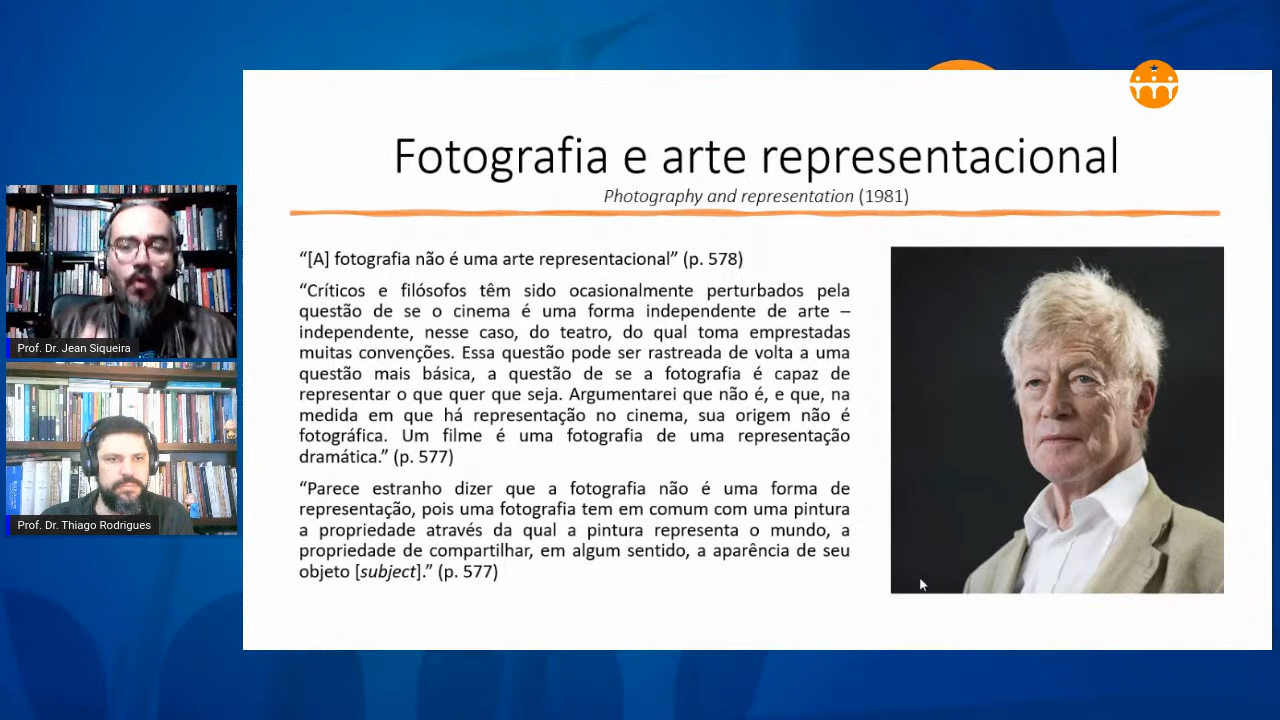 Fotografia e arte representacional
Photography and representation (1981)
“[A] fotografia não é uma arte representacional” (p. 578)
“Críticos e filósofos têm sido ocasionalmente perturbados pela
questão de se o cinema é uma forma independente de arte –
independente, nesse caso, do teatro, do qual toma emprestadas
muitas convenções. Essa questão pode ser rastreada de volta a uma
questão mais básica, a questão de se a fotografia é capaz de
representar o que quer que seja. Argumentarei que não é, e que, na
medida em que há representação no cinema, sua origem não é
fotográfica. Um filme é uma fotografia de uma representação
dramática.” (p. 577)
“Parece estranho dizer que a fotografia não é uma forma de
representação, pois uma fotografia tem em comum com uma pintura
a propriedade através da qual a pintura representa o mundo, a
propriedade de compartilhar, em algum sentido, a aparência de seu
objeto [subject].” (p. 577)
Prof. Dr. Jean Siqueira
Prof. Dr. Thiago Rodrigues